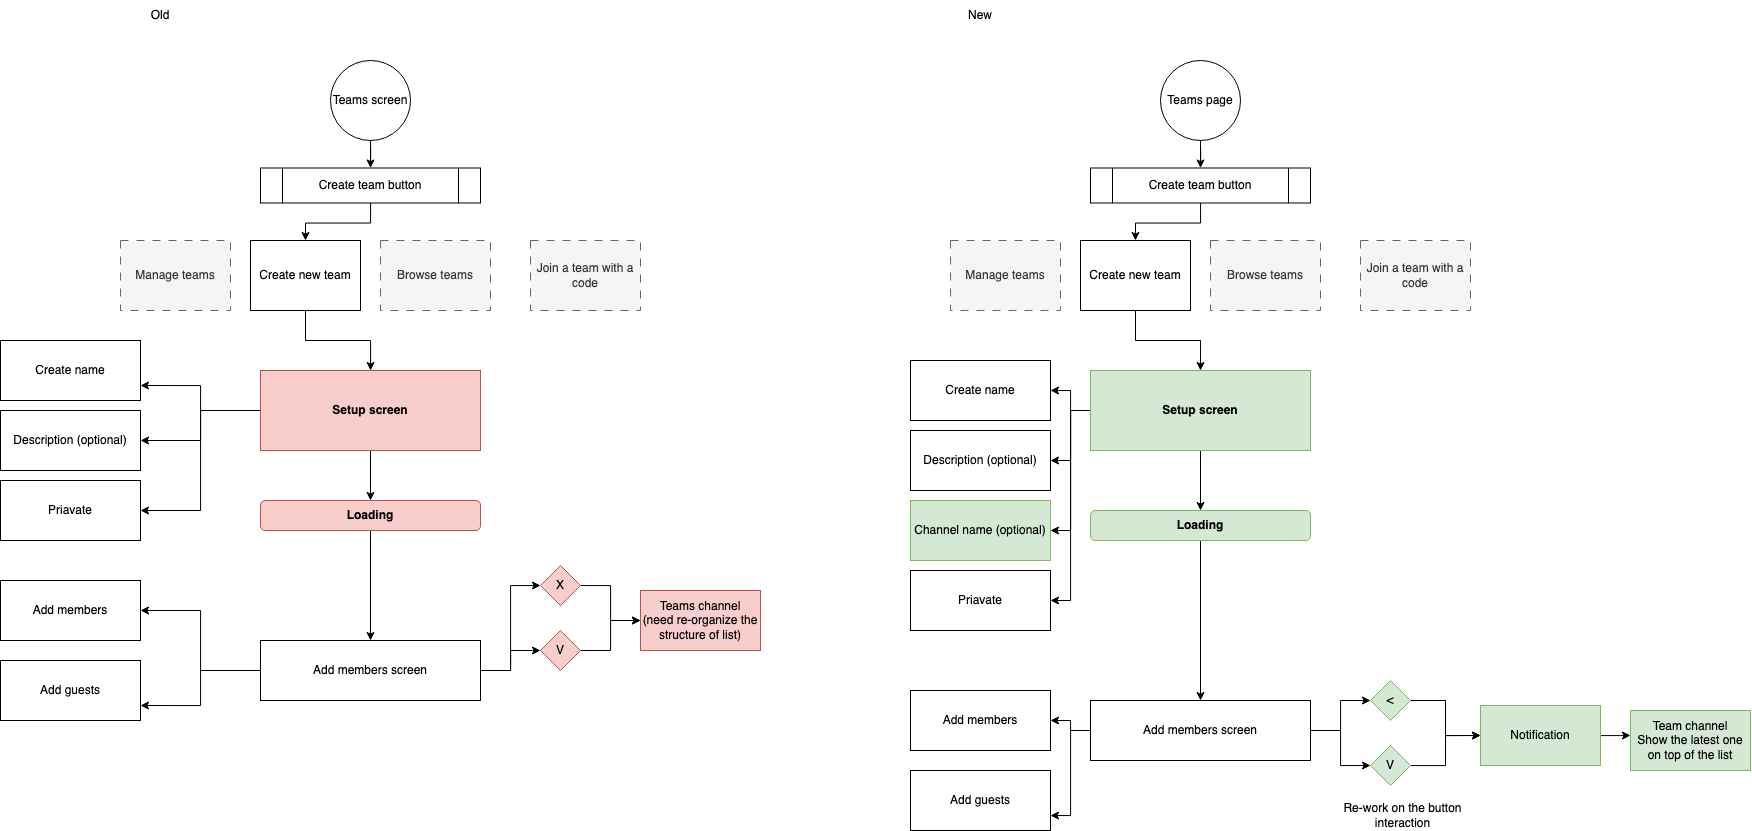 Old
Teams screen
Create team button
Manage teams
Create new team
Browse teams
Join a team with a
code
Create name
Description (optional)
Priavate
Setup screen
Loading
Add members
Add guests
Add members screen
X
V
Teams channel
(need re-organize the
structure of list)
New
Teams page
Create team button
Manage teams
Create new team
Browse teams
Join a team with a
code
Create name
Description (optional)
Channel name (optional)
Priavate
Setup screen
Loading
Add members
Add guests
Add members screen
<
V
Re-work on the button
interaction
Notification
Team channel
Show the latest one
on top of the list